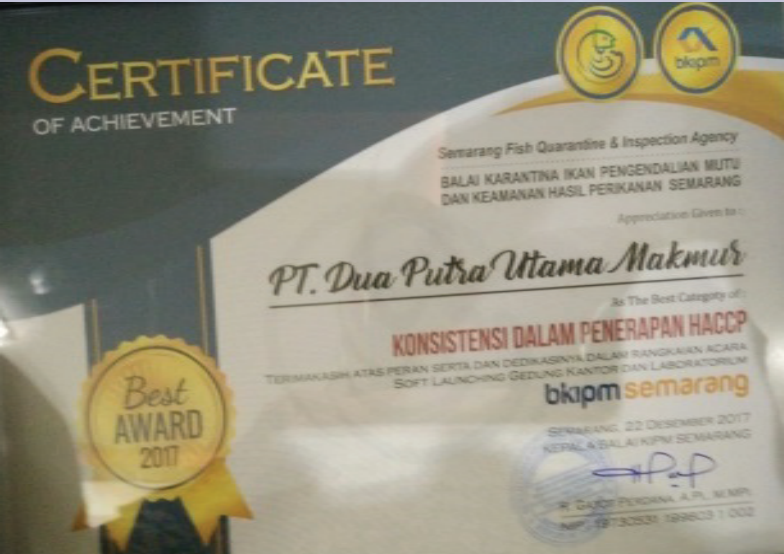 CERTIFICATE
OF ACHIEVEMENT
bkipm
Semarang Fish Quarantine & Inspection Agency
BALAI KARANTINA IKAN PENGENDALIAN MUTU
DAN KEAMANAN HASIL PERIKANAN SEMARANG
Appreciation Given to :
PT. Dua Putra Utama Makmur
As The Best Category of :
KONSISTENSI DALAM PENERAPAN HACCP
TERIMAKASIH ATAS PERAN SERTA DAN DEDIKASINYA DALAM RANGKAIAN ACARA
SOFT LAUNCHING GEDUNG KANTOR DAN LABORATORIUM
bkipm semarang
Best
AWARD
2017
SEMARANG, 22 DESEMBER 2017
KEPALA BALAI KIPM SEMARANG
PERDANA, A.PI., M.MPI.
NIP. 19730531 199803 1 002